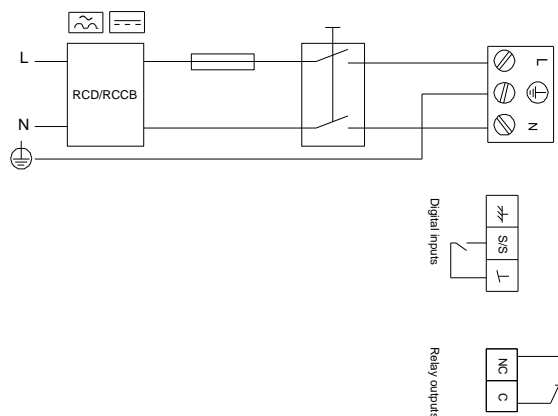 L
RCD/RCCB
N
L
N
Digital inputs
S/S
Relay outputs
NC
C